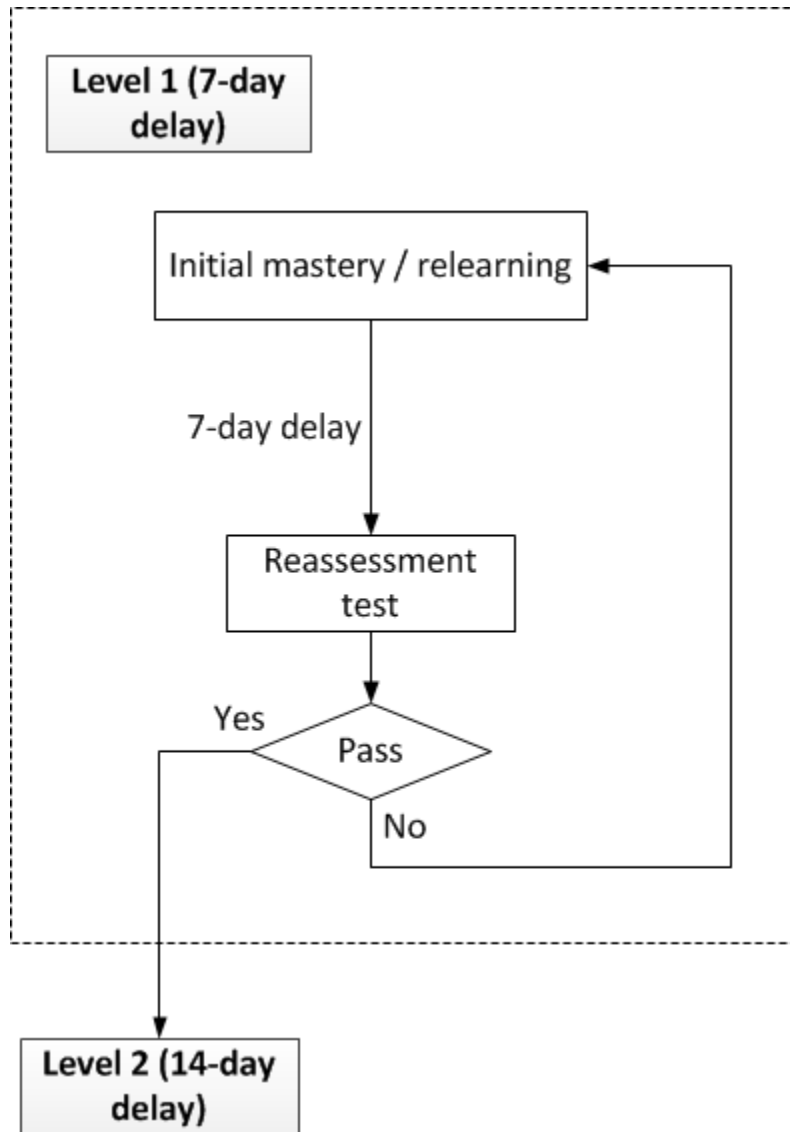 Level 1 (7-day
delay)
Initial mastery / relearning
7-day delay
Reassessment
test
Yes
Pass
No
Level 2 (14-day
delay)